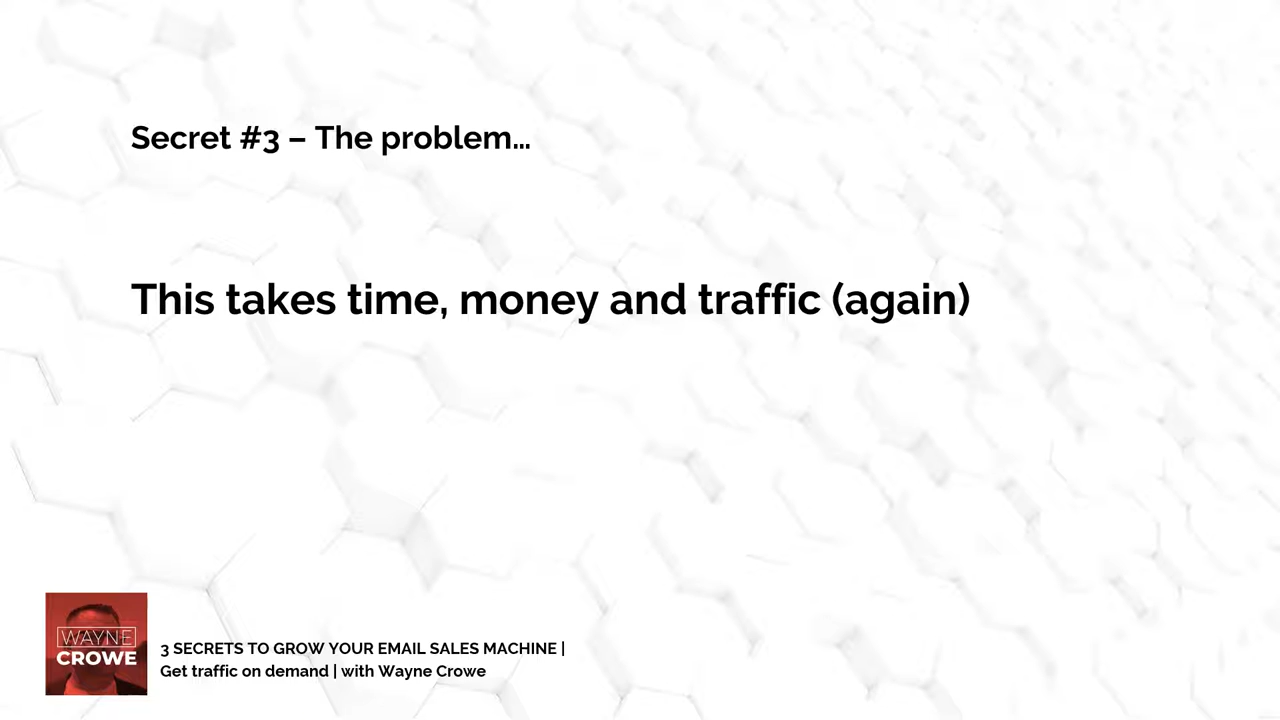 Secret #3 – The problem...
This takes time, money and traffic (again)
WAYNE
CROWE
3 SECRETS TO GROW YOUR EMAIL SALES MACHINE |
Get traffic on demand | with Wayne Crowe